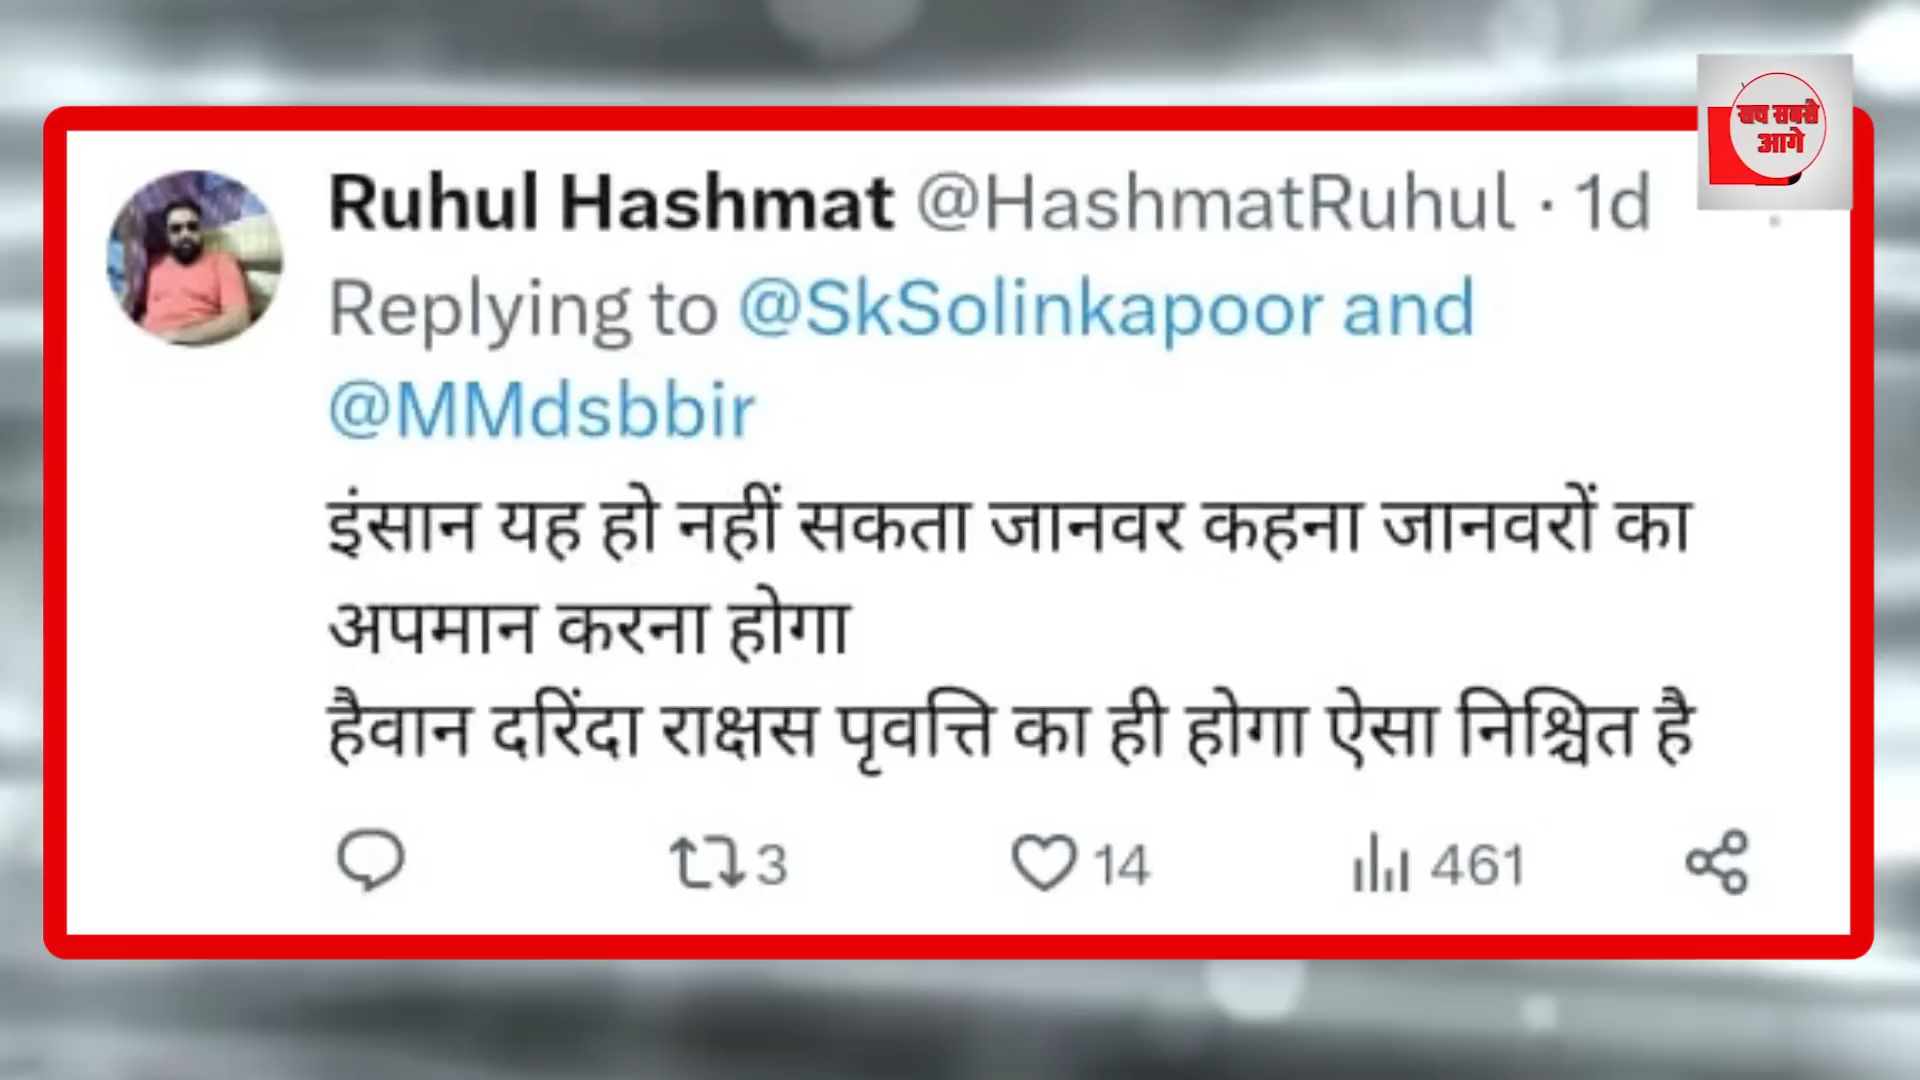 सच सबसे
आगे
Ruhul Hashmat @HashmatRuhul · 1d
Replying to @SkSolinkapoor and
@MMdsbbir
इंसान यह हो नहीं सकता जानवर कहना जानवरों का
अपमान करना होगा
हैवान दरिंदा राक्षस पृवत्ति का ही होगा ऐसा निश्चित है
3 14 461